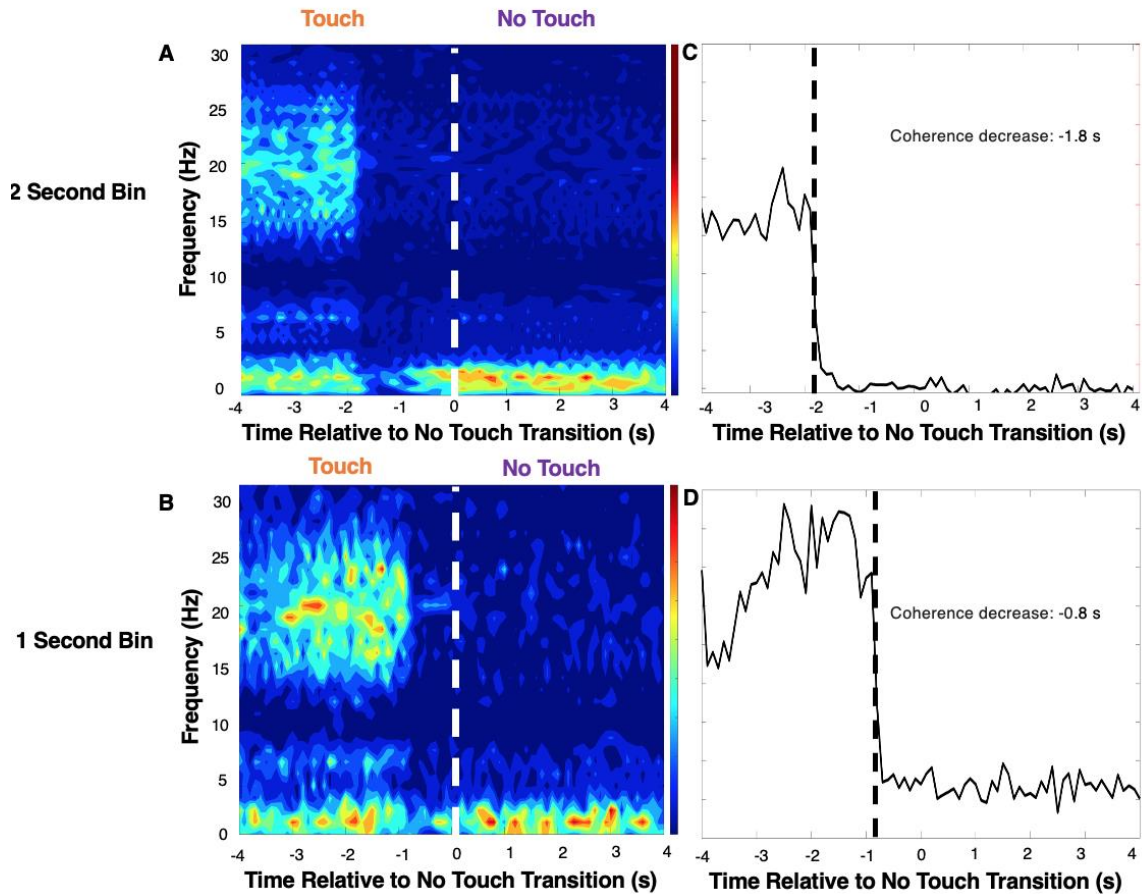 Touch No Touch
A
2 Second Bin
Frequency (Hz)
30
25
20
15
10
5
0
-4 -3 -2 -1 0 1 2 3 4
Time Relative to No Touch Transition (s)
C
Coherence decrease: -1.8 s
-4 -3 -2 -1 0 1 2 3 4
Time Relative to No Touch Transition (s)
Touch No Touch
B
1 Second Bin
Frequency (Hz)
30
25
20
15
10
5
0
-4 -3 -2 -1 0 1 2 3 4
Time Relative to No Touch Transition (s)
D
Coherence decrease: -0.8 s
-4 -3 -2 -1 0 1 2 3 4
Time Relative to No Touch Transition (s)